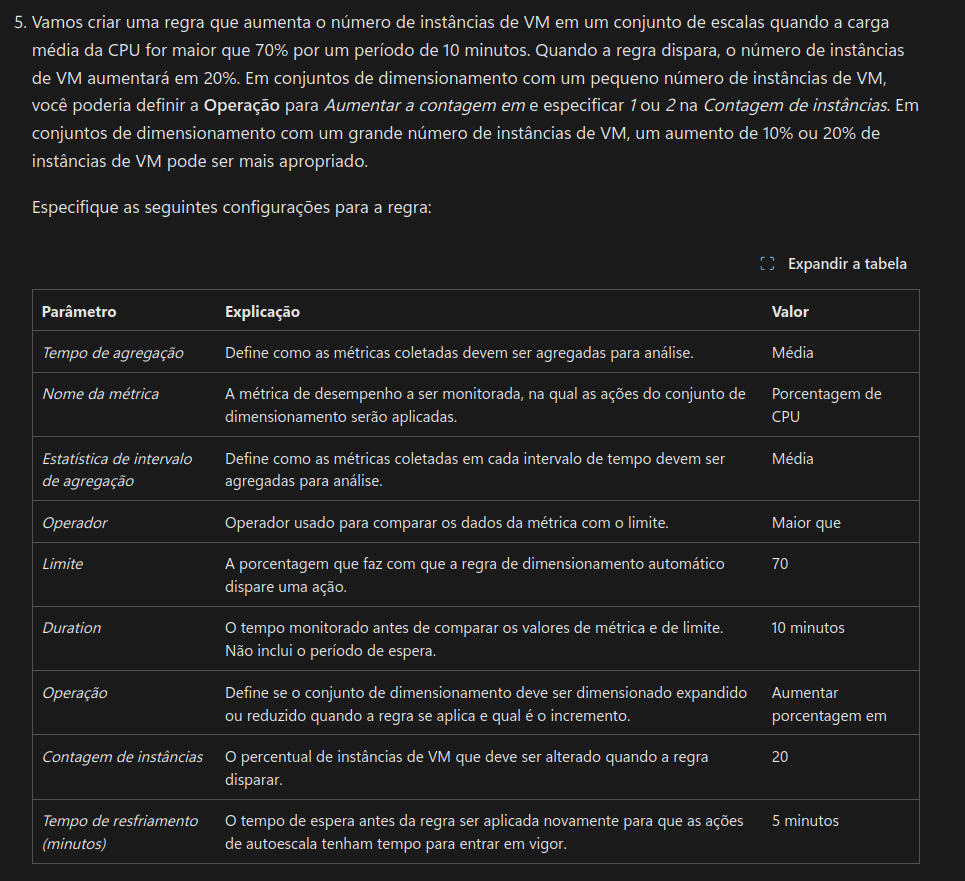 5. Vamos criar uma regra que aumenta o número de instâncias de VM em um conjunto de escalas quando a carga
média da CPU for maior que 70% por um período de 10 minutos. Quando a regra dispara, o número de instâncias
de VM aumentará em 20%. Em conjuntos de dimensionamento com um pequeno número de instâncias de VM,
você poderia definir a Operação para Aumentar a contagem em e especificar 1 ou 2 na Contagem de instâncias. Em
conjuntos de dimensionamento com um grande número de instâncias de VM, um aumento de 10% ou 20% de
instâncias de VM pode ser mais apropriado.
Especifique as seguintes configurações para a regra:
Expandir a tabela
Parâmetro Explicação Valor
Tempo de agregação Define como as métricas coletadas devem ser agregadas para análise. Média
Nome da métrica A métrica de desempenho a ser monitorada, na qual as ações do conjunto de Porcentagem de
dimensionamento serão aplicadas. CPU
Estatística de intervalo Define como as métricas coletadas em cada intervalo de tempo devem ser Média
de agregação agregadas para análise.
Operador Operador usado para comparar os dados da métrica com o limite. Maior que
Limite A porcentagem que faz com que a regra de dimensionamento automático 70
dispare uma ação.
Duration O tempo monitorado antes de comparar os valores de métrica e de limite. 10 minutos
Não inclui o período de espera.
Operação Define se o conjunto de dimensionamento deve ser dimensionado expandido Aumentar
ou reduzido quando a regra se aplica e qual é o incremento. porcentagem em
Contagem de instâncias O percentual de instâncias de VM que deve ser alterado quando a regra 20
disparar.
Tempo de resfriamento O tempo de espera antes da regra ser aplicada novamente para que as ações 5 minutos
(minutos) de autoescala tenham tempo para entrar em vigor.